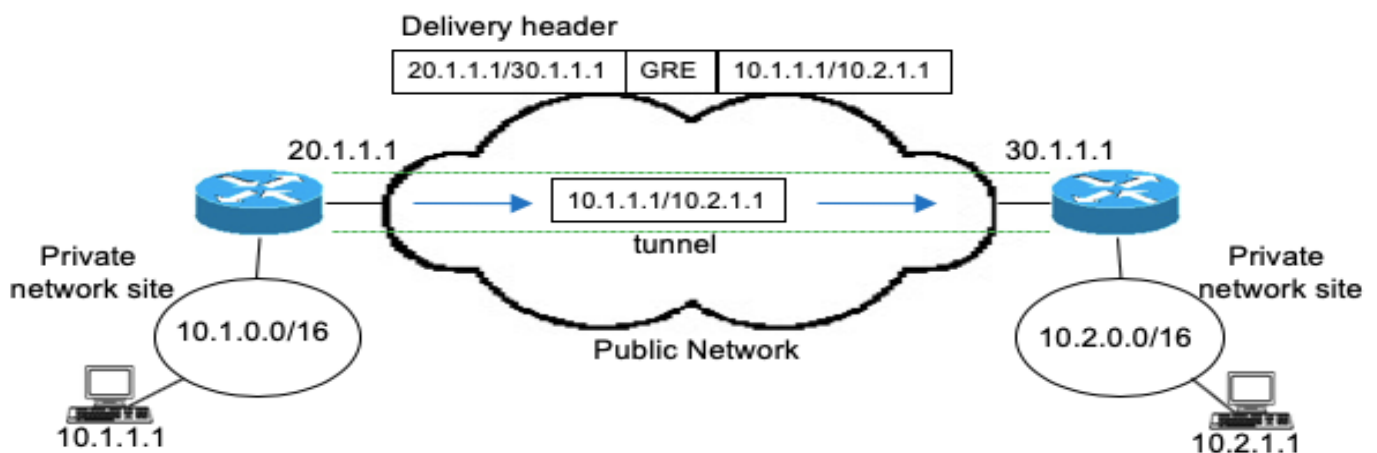 Delivery header
20.1.1.1/30.1.1.1 GRE 10.1.1.1/10.2.1.1
20.1.1.1
30.1.1.1
10.1.1.1/10.2.1.1
tunnel
Private
network site
Private
network site
10.1.0.0/16
10.2.0.0/16
Public Network
10.1.1.1
10.2.1.1